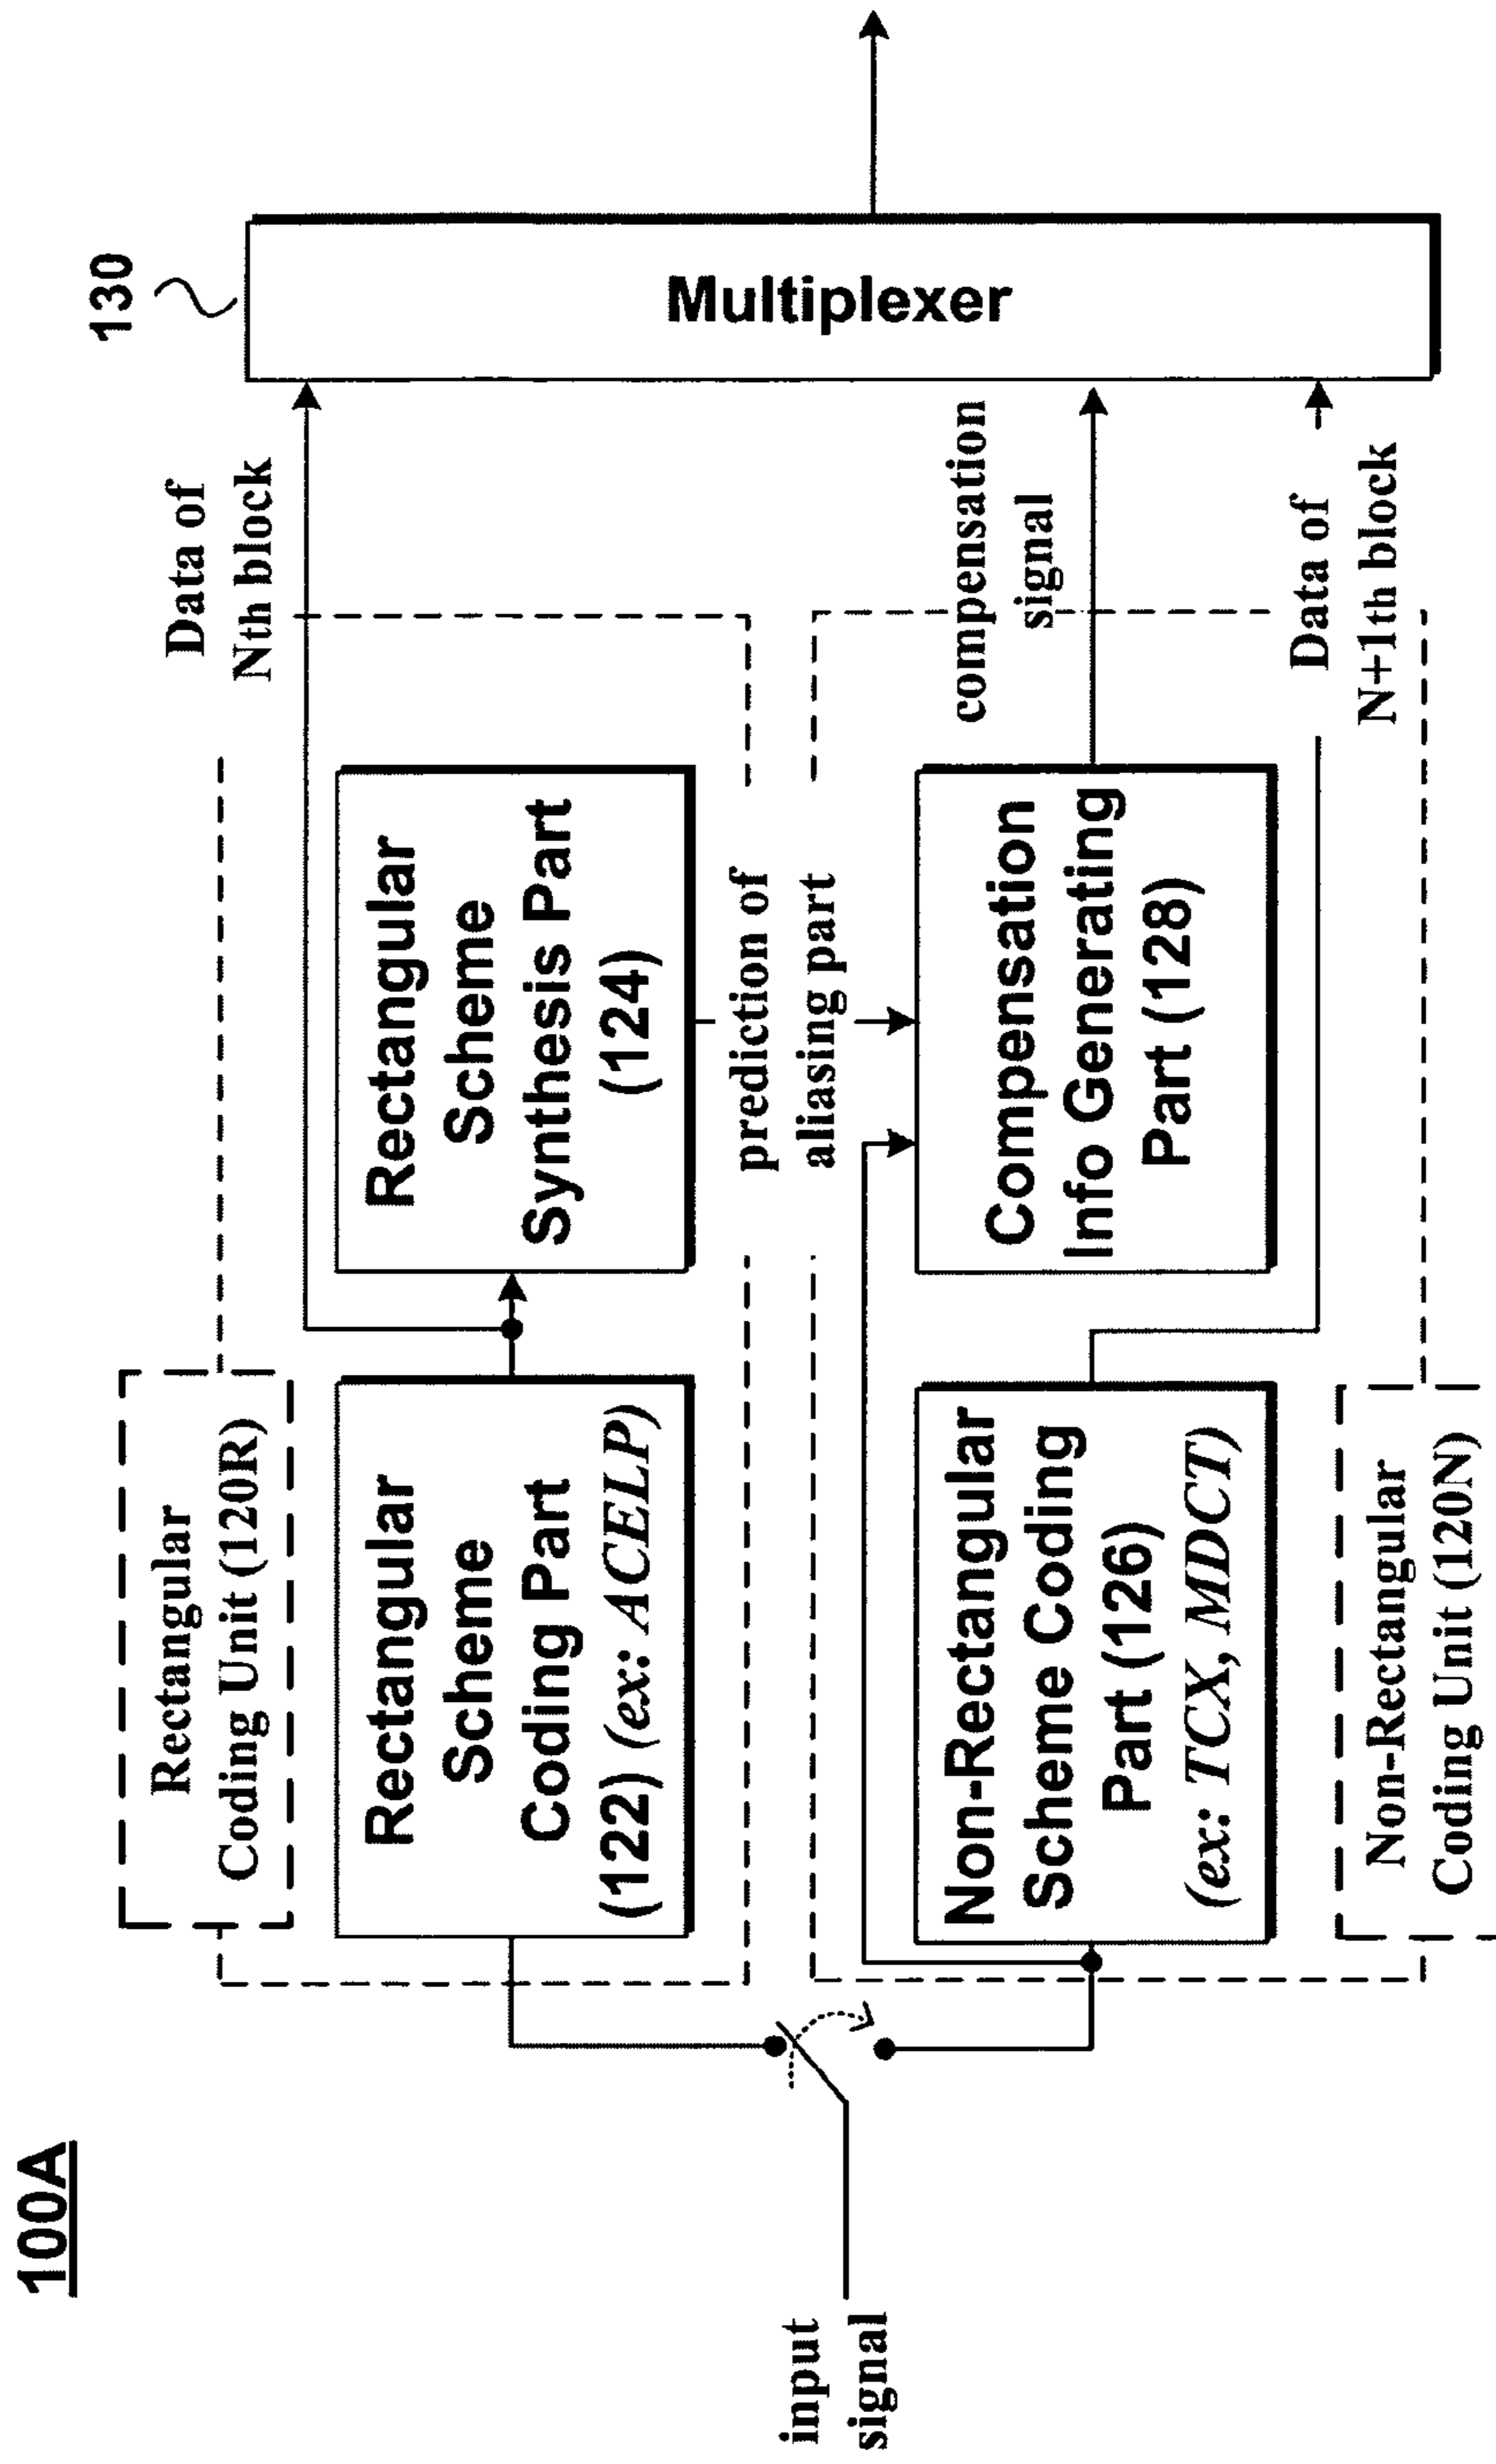 100A
input
signal
Rectangular
Coding Unit (120R)
Rectangular
Scheme
Coding Part
(122) (ex: ACELP)
Rectangular
Scheme
Synthesis Part
(124)
Data of
Nth block
prediction of
aliasing part
Non-Rectangular
Scheme Coding
Part (126)
(ex: TCX, MDCT)
Non-Rectangular
Coding Unit (120N)
Compensation
Info Generating
Part (128)
compensation
signal
Data of
N+1th block
130
Multiplexer